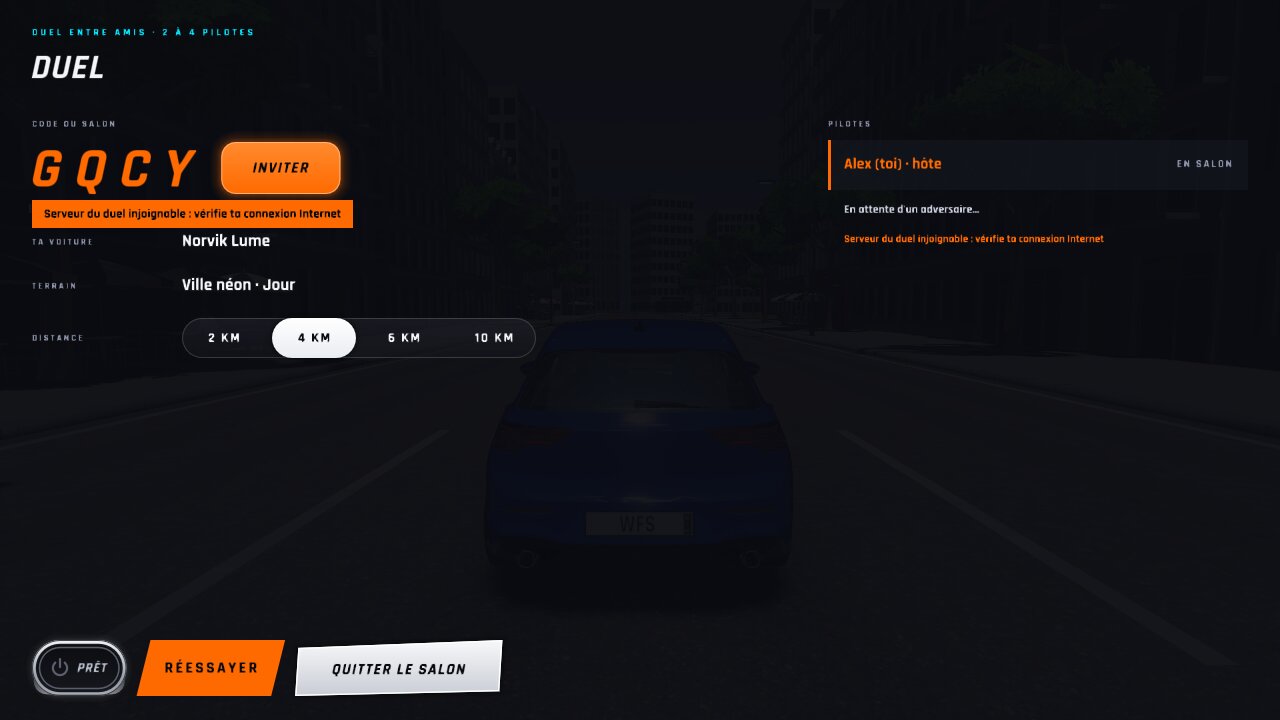 DUEL ENTRE AMIS · 2 À 4 PILOTES
DUEL
CODE DU SALON
GQCY
INVITER
Serveur du duel injoignable : vérifie ta connexion Internet
TA VOITURE
Norvik Lume
TERRAIN
Ville néon · Jour
DISTANCE
2 KM
4 KM
6 KM
10 KM
PILOTES
Alex (toi) · hôte
EN SALON
En attente d'un adversaire…
Serveur du duel injoignable : vérifie ta connexion Internet
WFS
PRÊT
RÉESSAYER
QUITTER LE SALON